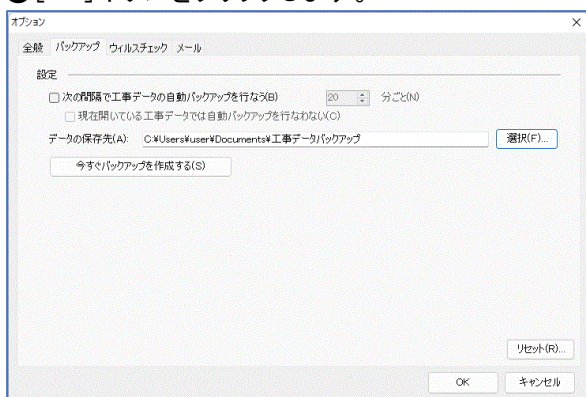 オプション
全般 バックアップ ウィルスチェック メール
設定
次の間隔で工事データの自動バックアップを行なう(B) 20 分ごと(N)
現在開いている工事データでは自動バックアップを行なわない(C)
データの保存先(A): C:¥Users¥user¥Documents¥工事データバックアップ 選択(F)...
今すぐバックアップを作成する(S)
リセット(R)...
OK キャンセル